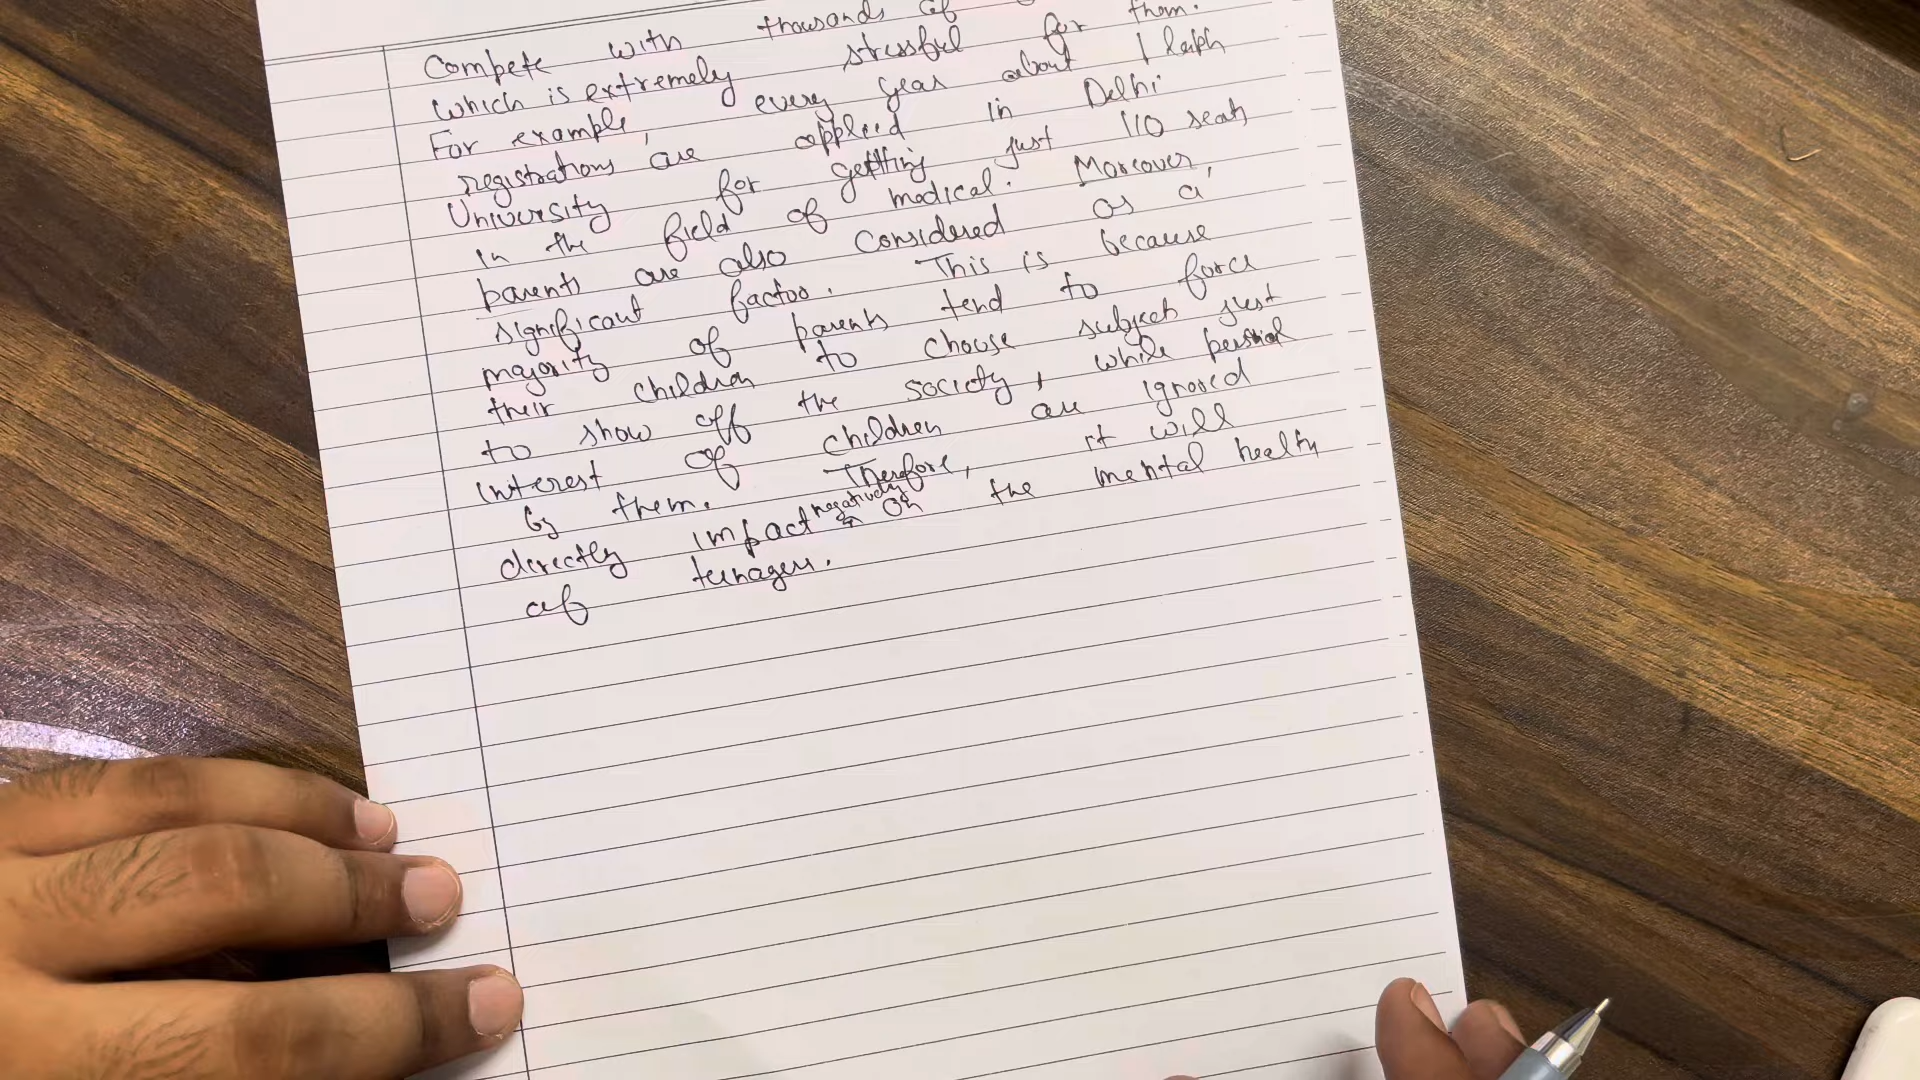 Compete with thousands of
which is extremely stressful for them.
For example, every year about 1 lakh
registrations are applied in Delhi
University for getting just 110 seats
in the field of medical. Moreover,
parents are also considered as a
significant factor. This is because
majority of parents tend to force
their children to choose subjects just
to show off the society, while personal
interest of children are ignored
by them. Therefore, it will
directly impact negatively on the mental health
of teenagers.